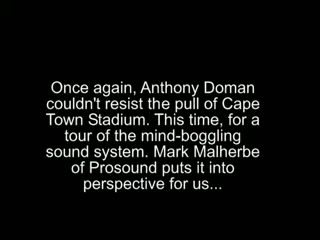 Once again, Anthony Doman
couldn't resist the pull of Cape
Town Stadium. This time, for a
tour of the mind-boggling
sound system. Mark Malherbe
of Prosound puts it into
perspective for us...